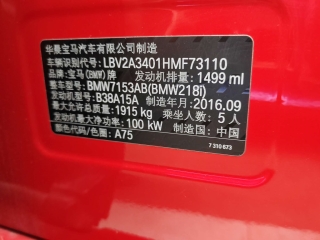 华晨宝马汽车有限公司制造
车辆识别代号: LBV2A3401HMF73110
品牌: 宝马(BMW)牌 发动机排量: 1499 ml
整车型号: BMW7153AB(BMW218i)
发动机型号: B38A15A 制造年月: 2016.09
最大允许总质量: 1915 kg 乘坐人数: 5 人
发动机最大净功率: 100 kW 制造国: 中国
颜色代号/色图: A75
7 310 673